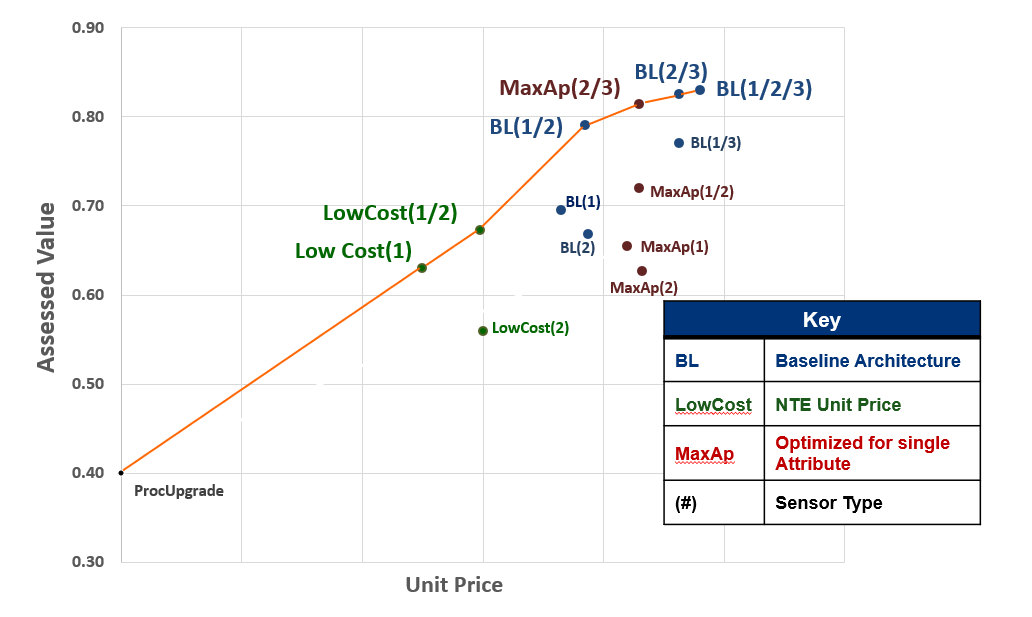 0.90
0.80
0.70
0.60
0.50
0.40
0.30
Assessed Value
Unit Price
BL(2/3)
MaxAp(2/3)
BL(1/2/3)
BL(1/2)
BL(1/3)
MaxAp(1/2)
BL(1)
LowCost(1/2)
BL(2)
MaxAp(1)
Low Cost(1)
MaxAp(2)
LowCost(2)
ProcUpgrade
Key
BL Baseline Architecture
LowCost NTE Unit Price
MaxAp Optimized for single
Attribute
(#) Sensor Type